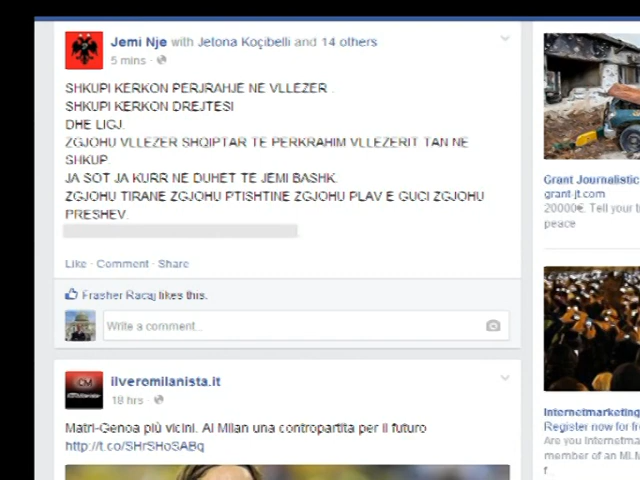 Jemi Nje with Jetona Koçibelli and 14 others
5 mins ·
SHKUPI KERKON PERJRAHJE NE VLLEZER .
SHKUPI KERKON DREJTESI
DHE LIGJ.
ZGJOHU VLLEZER SHQIPTAR TE PERKRAHIM VLLEZERIT TAN NE
SHKUP.
JA SOT JA KURR NE DUHET TE JEMI BASHK.
ZGJOHU TIRANE ZGJOHU PTISHTINE ZGJOHU PLAV E GUCI ZGJOHU
PRESHEV.
Like · Comment · Share
Frasher Racaj likes this.
Write a comment...
ilveromilanista.it
18 hrs ·
Matri-Genoa più vicini. Al Milan una contropartita per il futuro
http://t.co/SHrSHoSABq
Grant Journalistic
grant-jt.com
20000€. Tell your t
peace
Internetmarketing
Register now for fr
Are you Internetma
member of an MLM
f...